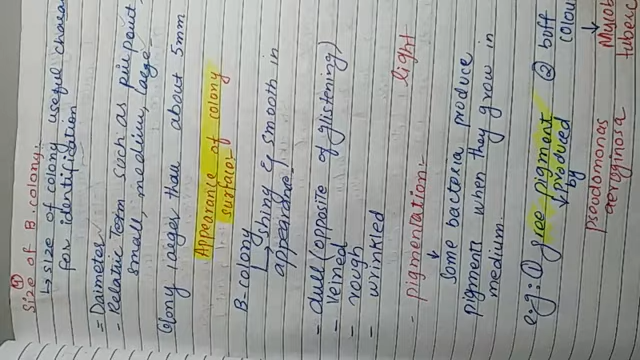 ④
Size of B. colony:-
↳ size of colony useful charac
for identification
- Daimeter
- Relative Term such as pinpoint,
small, medium, large
Colony larger than about 5mm
Appearance of colony
surface:-
B. colony
↳ shiny & smooth in
appearance
- dull (opposite of glistening)
- Veined
- rough
- wrinkled
light
- pigmentation:-
↓
some bacteria produce
pigments when they grow in
medium.
e.g:- ① green pigment ② buff
↓ produced colou
by ↓
pseudomonas Mycob
aeroginosa tuberc